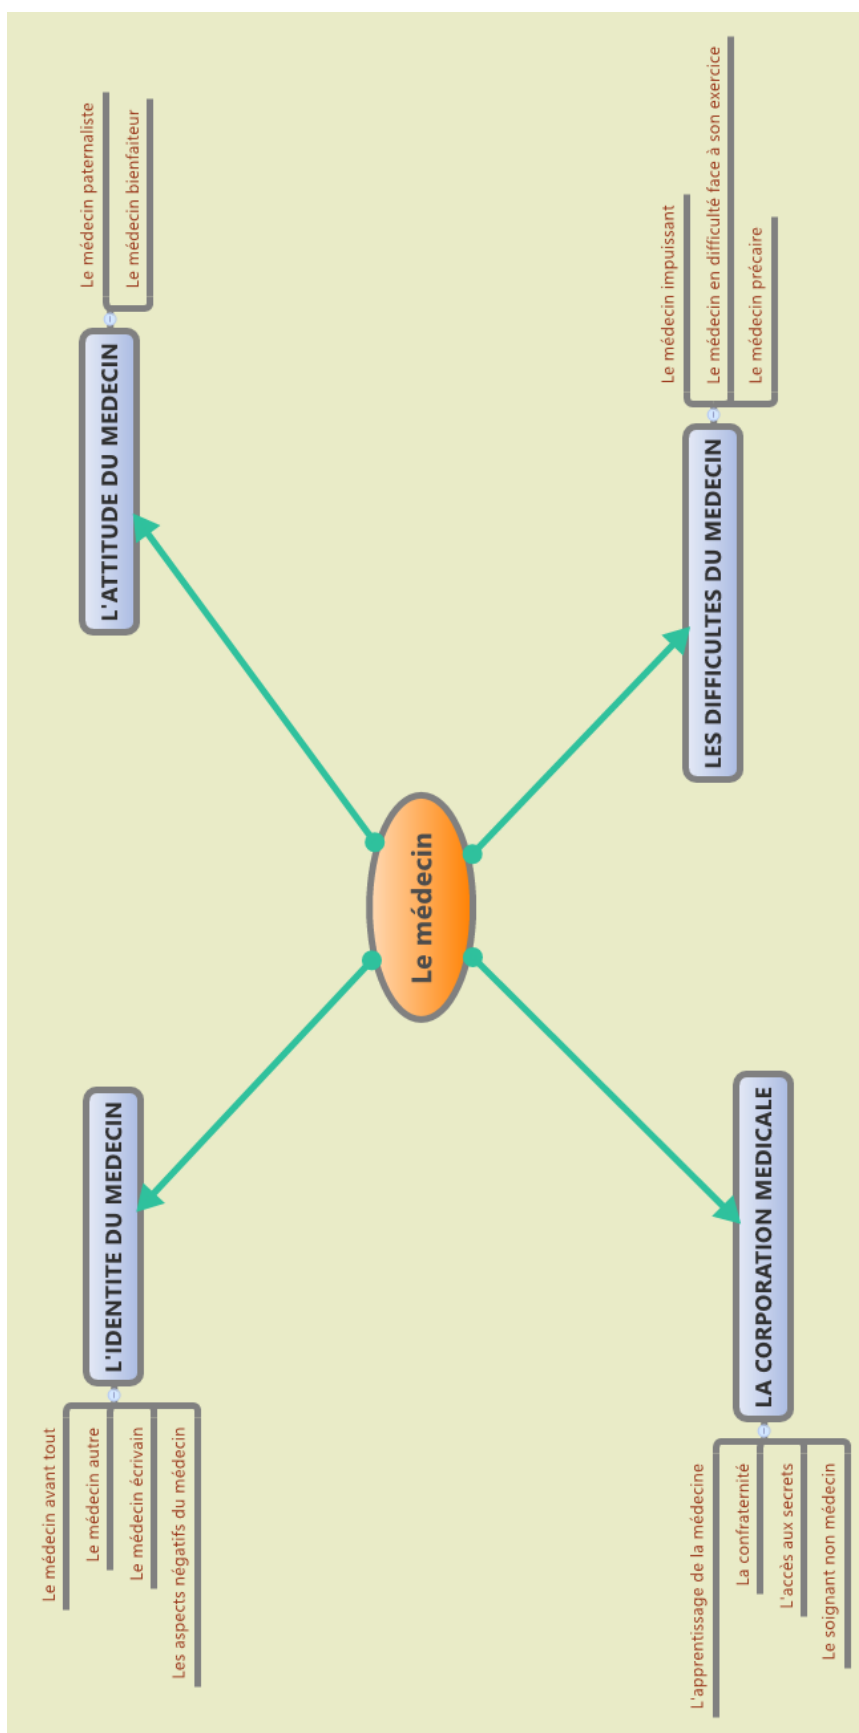 Le médecin
L'IDENTITE DU MEDECIN
Le médecin avant tout
Le médecin autre
Le médecin écrivain
Les aspects négatifs du médecin
L'ATTITUDE DU MEDECIN
Le médecin paternaliste
Le médecin bienfaiteur
LA CORPORATION MEDICALE
L'apprentissage de la médecine
La confraternité
L'accès aux secrets
Le soignant non médecin
LES DIFFICULTES DU MEDECIN
Le médecin impuissant
Le médecin en difficulté face à son exercice
Le médecin précaire